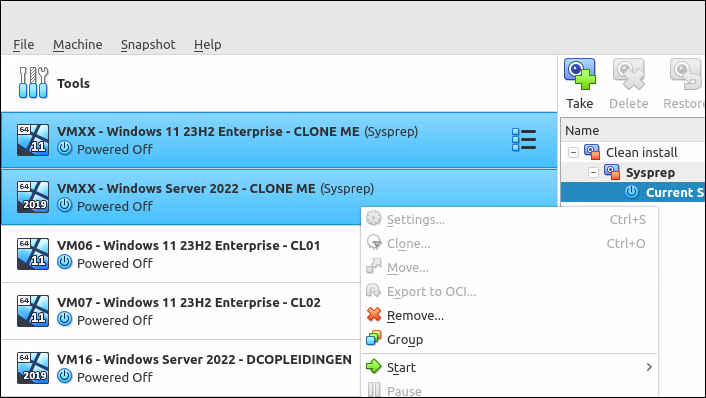 File Machine Snapshot Help
Tools
Take Delete Restore
Name
64 VMXX - Windows 11 23H2 Enterprise - CLONE ME (Sysprep)
11 Powered Off
Clean install
Sysprep
Current S
64 VMXX - Windows Server 2022 - CLONE ME (Sysprep)
2019 Powered Off
64 VM06 - Windows 11 23H2 Enterprise - CL01
11 Powered Off
64 VM07 - Windows 11 23H2 Enterprise - CL02
11 Powered Off
64 VM16 - Windows Server 2022 - DCOPLEIDINGEN
2019 Powered Off
Settings... Ctrl+S
Clone... Ctrl+O
Move...
Export to OCI...
Remove...
Group
Start
Pause